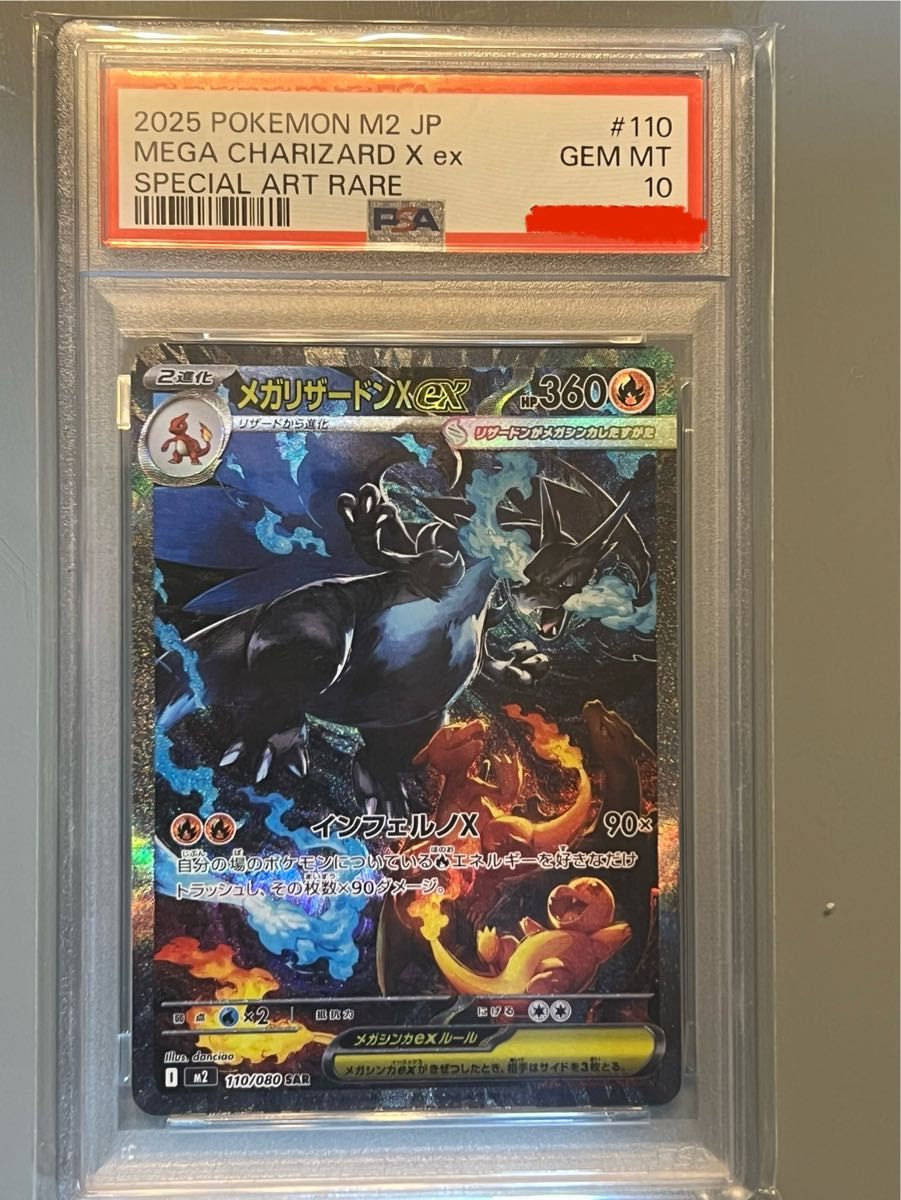 2025 POKEMON M2 JP #110
MEGA CHARIZARD X ex GEM MT
SPECIAL ART RARE 10
PSA
2進化
メガリザードンXex HP360
リザードから進化
リザードンがメガシンカしたすがた
インフェルノX 90×
自分の場のポケモンについている エネルギーを好きなだけ
トラッシュし、その枚数×90ダメージ。
弱点 ×2 抵抗力 にげる
メガシンカexルール
メガシンカexがきぜつしたとき、相手はサイドを3枚とる。
Illus. danciao
I M2 110/080 SAR